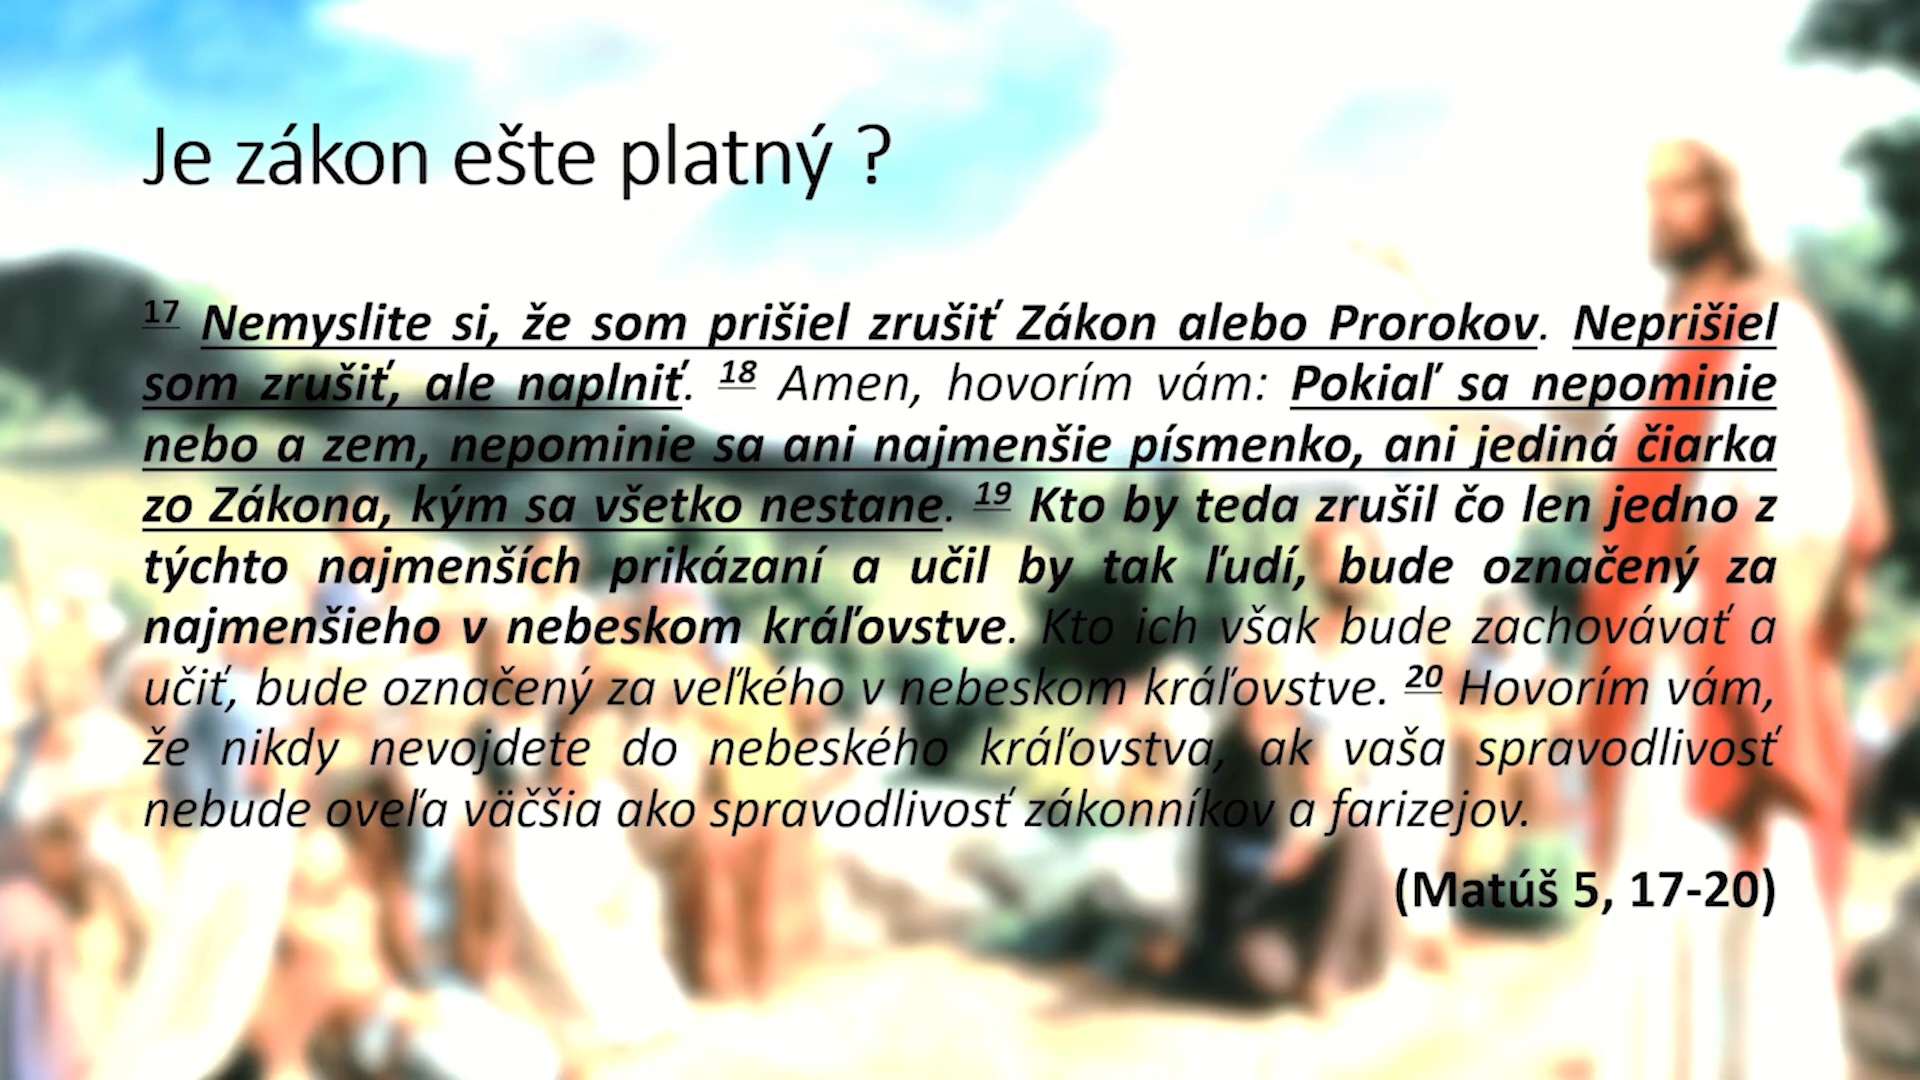 Je zákon ešte platný ?
17 Nemyslite si, že som prišiel zrušiť Zákon alebo Prorokov. Neprišiel
som zrušiť, ale naplniť. 18 Amen, hovorím vám: Pokiaľ sa nepominie
nebo a zem, nepominie sa ani najmenšie písmenko, ani jediná čiarka
zo Zákona, kým sa všetko nestane. 19 Kto by teda zrušil čo len jedno z
týchto najmenších prikázaní a učil by tak ľudí, bude označený za
najmenšieho v nebeskom kráľovstve. Kto ich však bude zachovávať a
učiť, bude označený za veľkého v nebeskom kráľovstve. 20 Hovorím vám,
že nikdy nevojdete do nebeského kráľovstva, ak vaša spravodlivosť
nebude oveľa väčšia ako spravodlivosť zákonníkov a farizejov.
(Matúš 5, 17-20)